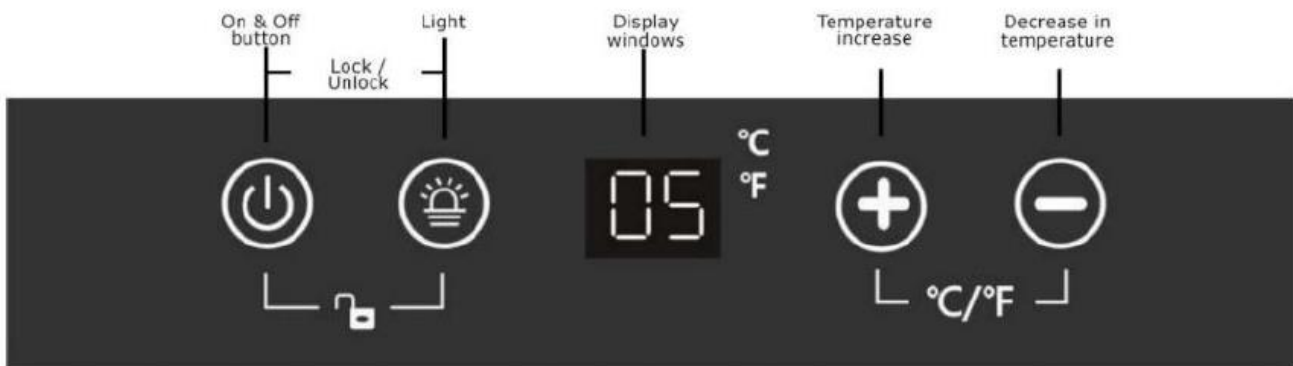 On & Off
button
Lock /
Unlock
Light
Display
windows
Temperature
increase
Decrease in
temperature
°C
°F
05
°C/°F